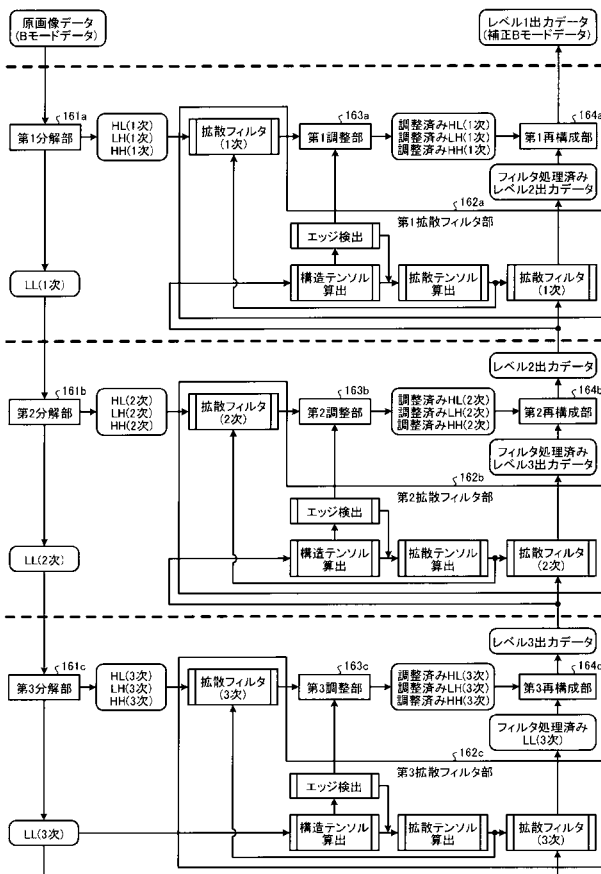 原画像データ
(Bモードデータ)
レベル1出力データ
(補正Bモードデータ)
161a
第1分解部
HL(1次)
LH(1次)
HH(1次)
拡散フィルタ
(1次)
163a
第1調整部
調整済みHL(1次)
調整済みLH(1次)
調整済みHH(1次)
164a
第1再構成部
フィルタ処理済み
レベル2出力データ
162a
第1拡散フィルタ部
エッジ検出
LL(1次)
構造テンソル
算出
拡散テンソル
算出
拡散フィルタ
(1次)
レベル2出力データ
161b
第2分解部
HL(2次)
LH(2次)
HH(2次)
拡散フィルタ
(2次)
163b
第2調整部
調整済みHL(2次)
調整済みLH(2次)
調整済みHH(2次)
164b
第2再構成部
フィルタ処理済み
レベル3出力データ
162b
第2拡散フィルタ部
エッジ検出
LL(2次)
構造テンソル
算出
拡散テンソル
算出
拡散フィルタ
(2次)
レベル3出力データ
161c
第3分解部
HL(3次)
LH(3次)
HH(3次)
拡散フィルタ
(3次)
163c
第3調整部
調整済みHL(3次)
調整済みLH(3次)
調整済みHH(3次)
164c
第3再構成部
フィルタ処理済み
LL(3次)
162c
第3拡散フィルタ部
エッジ検出
LL(3次)
構造テンソル
算出
拡散テンソル
算出
拡散フィルタ
(3次)